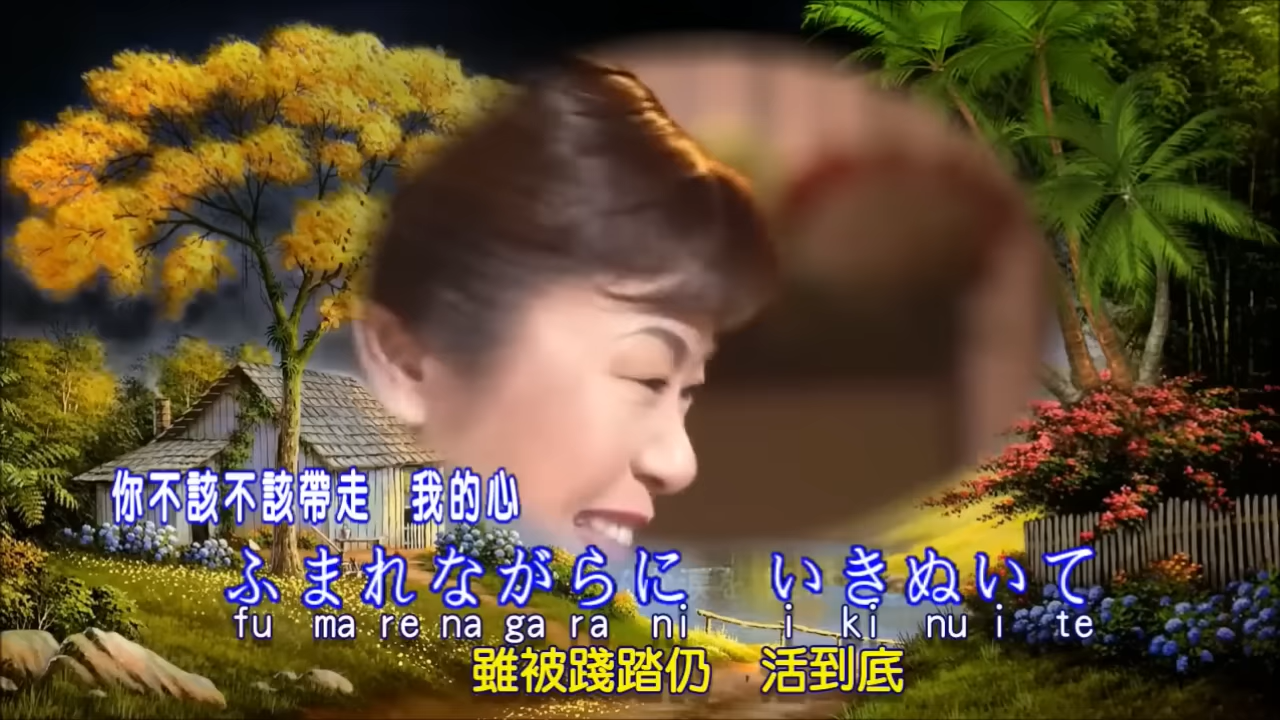 你不該不該帶走 我的心
ふまれながらに いきぬいて
fu ma re na ga ra ni i ki nu i te
雖被踐踏仍 活到底